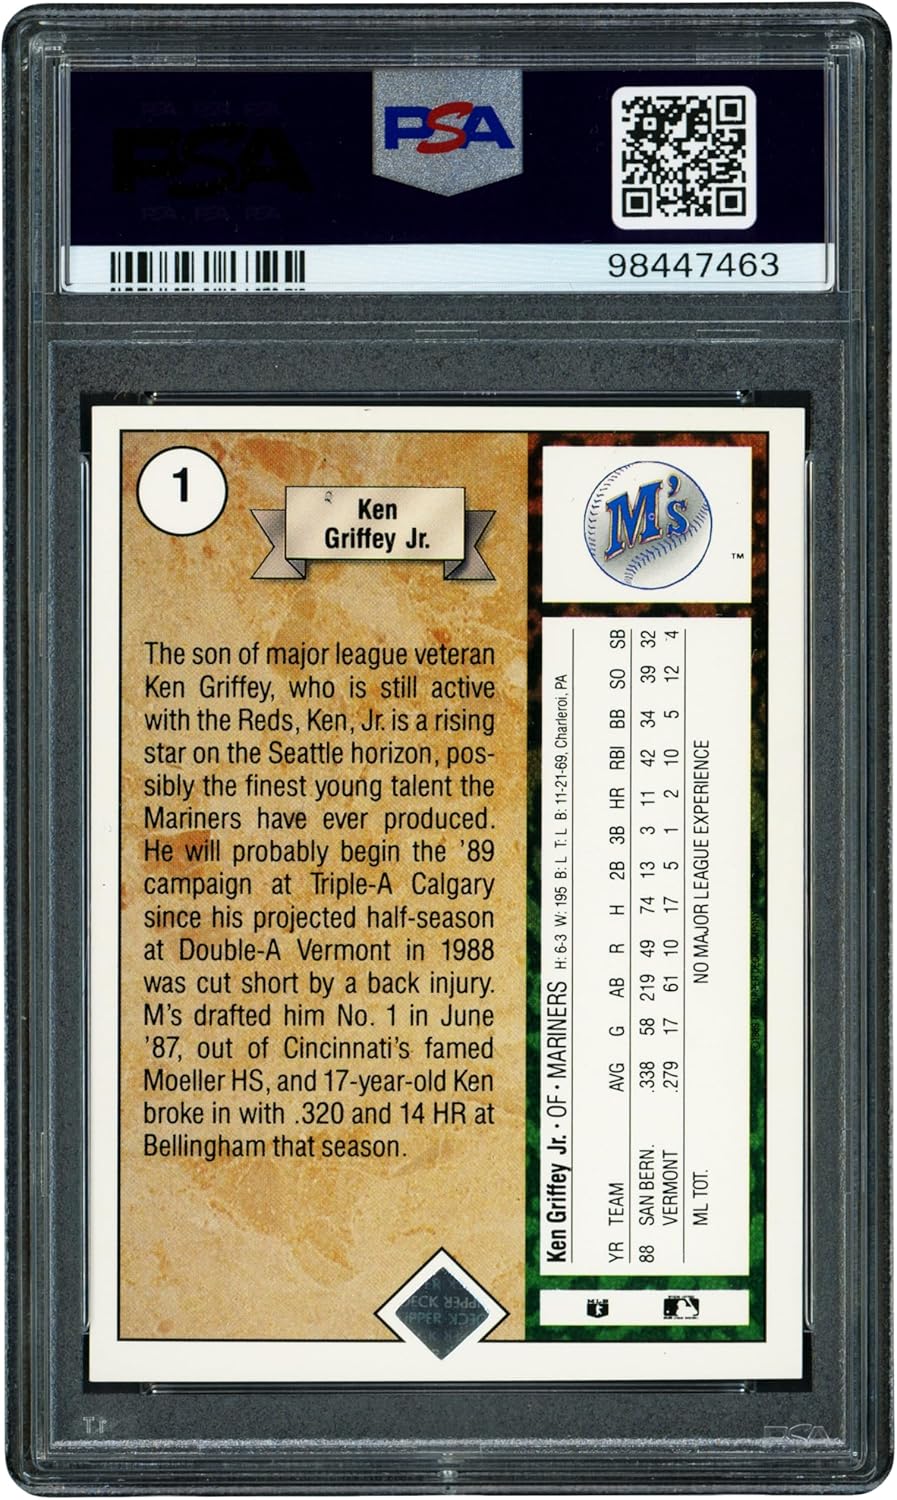 PSA
98447463
1
Ken
Griffey Jr.
The son of major league veteran
Ken Griffey, who is still active
with the Reds, Ken, Jr. is a rising
star on the Seattle horizon, pos-
sibly the finest young talent the
Mariners have ever produced.
He will probably begin the '89
campaign at Triple-A Calgary
since his projected half-season
at Double-A Vermont in 1988
was cut short by a back injury.
M's drafted him No. 1 in June
'87, out of Cincinnati's famed
Moeller HS, and 17-year-old Ken
broke in with .320 and 14 HR at
Bellingham that season.
M's
TM
Ken Griffey Jr. · OF · MARINERS H: 6-3 W: 195 B: L T: L B: 11-21-69, Charleroi, PA
YR TEAM AVG G AB R H 2B 3B HR RBI BB SO SB
88 SAN BERN. .338 58 219 49 74 13 3 11 42 34 39 32
VERMONT .279 17 61 10 17 5 1 2 10 5 12 4
ML TOT. NO MAJOR LEAGUE EXPERIENCE
PSA